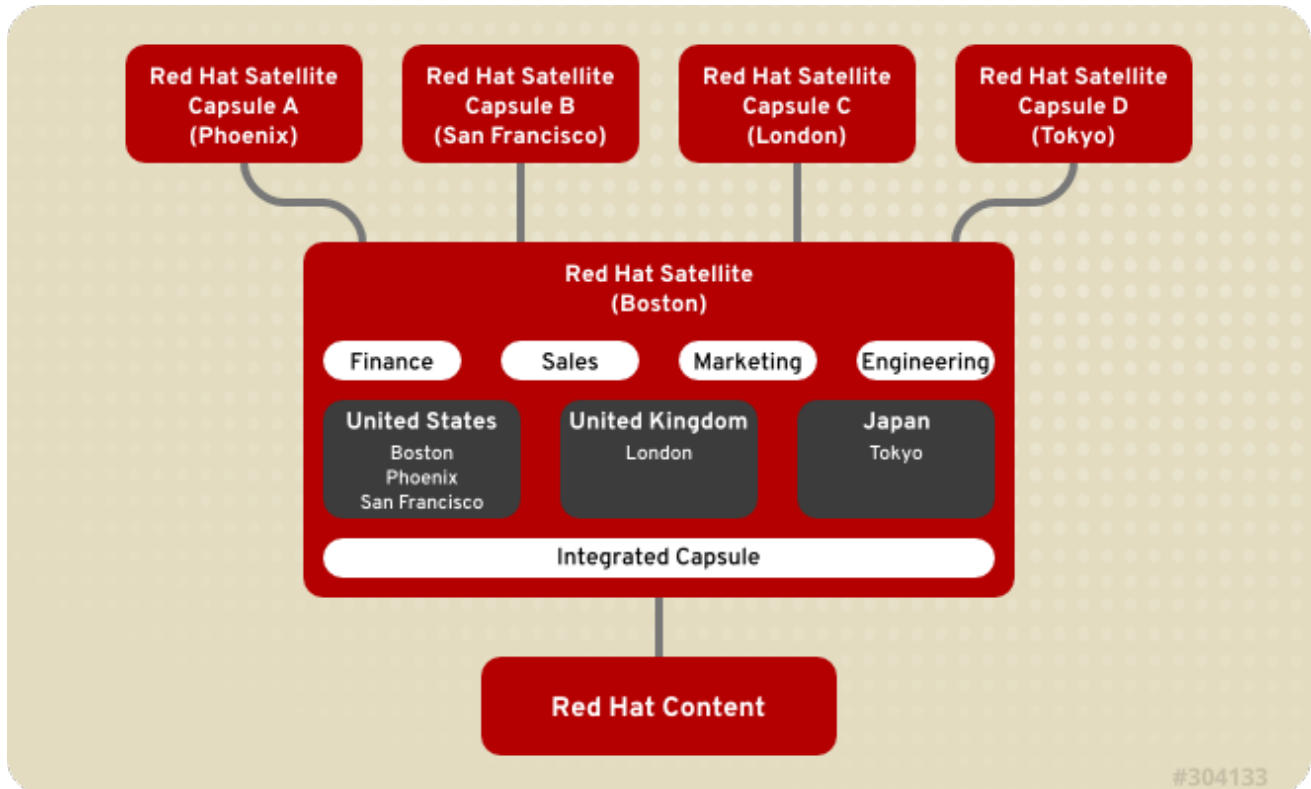 Red Hat Satellite
Capsule A
(Phoenix)
Red Hat Satellite
Capsule B
(San Francisco)
Red Hat Satellite
Capsule C
(London)
Red Hat Satellite
Capsule D
(Tokyo)
Red Hat Satellite
(Boston)
Finance
Sales
Marketing
Engineering
United States
Boston
Phoenix
San Francisco
United Kingdom
London
Japan
Tokyo
Integrated Capsule
Red Hat Content
#304133